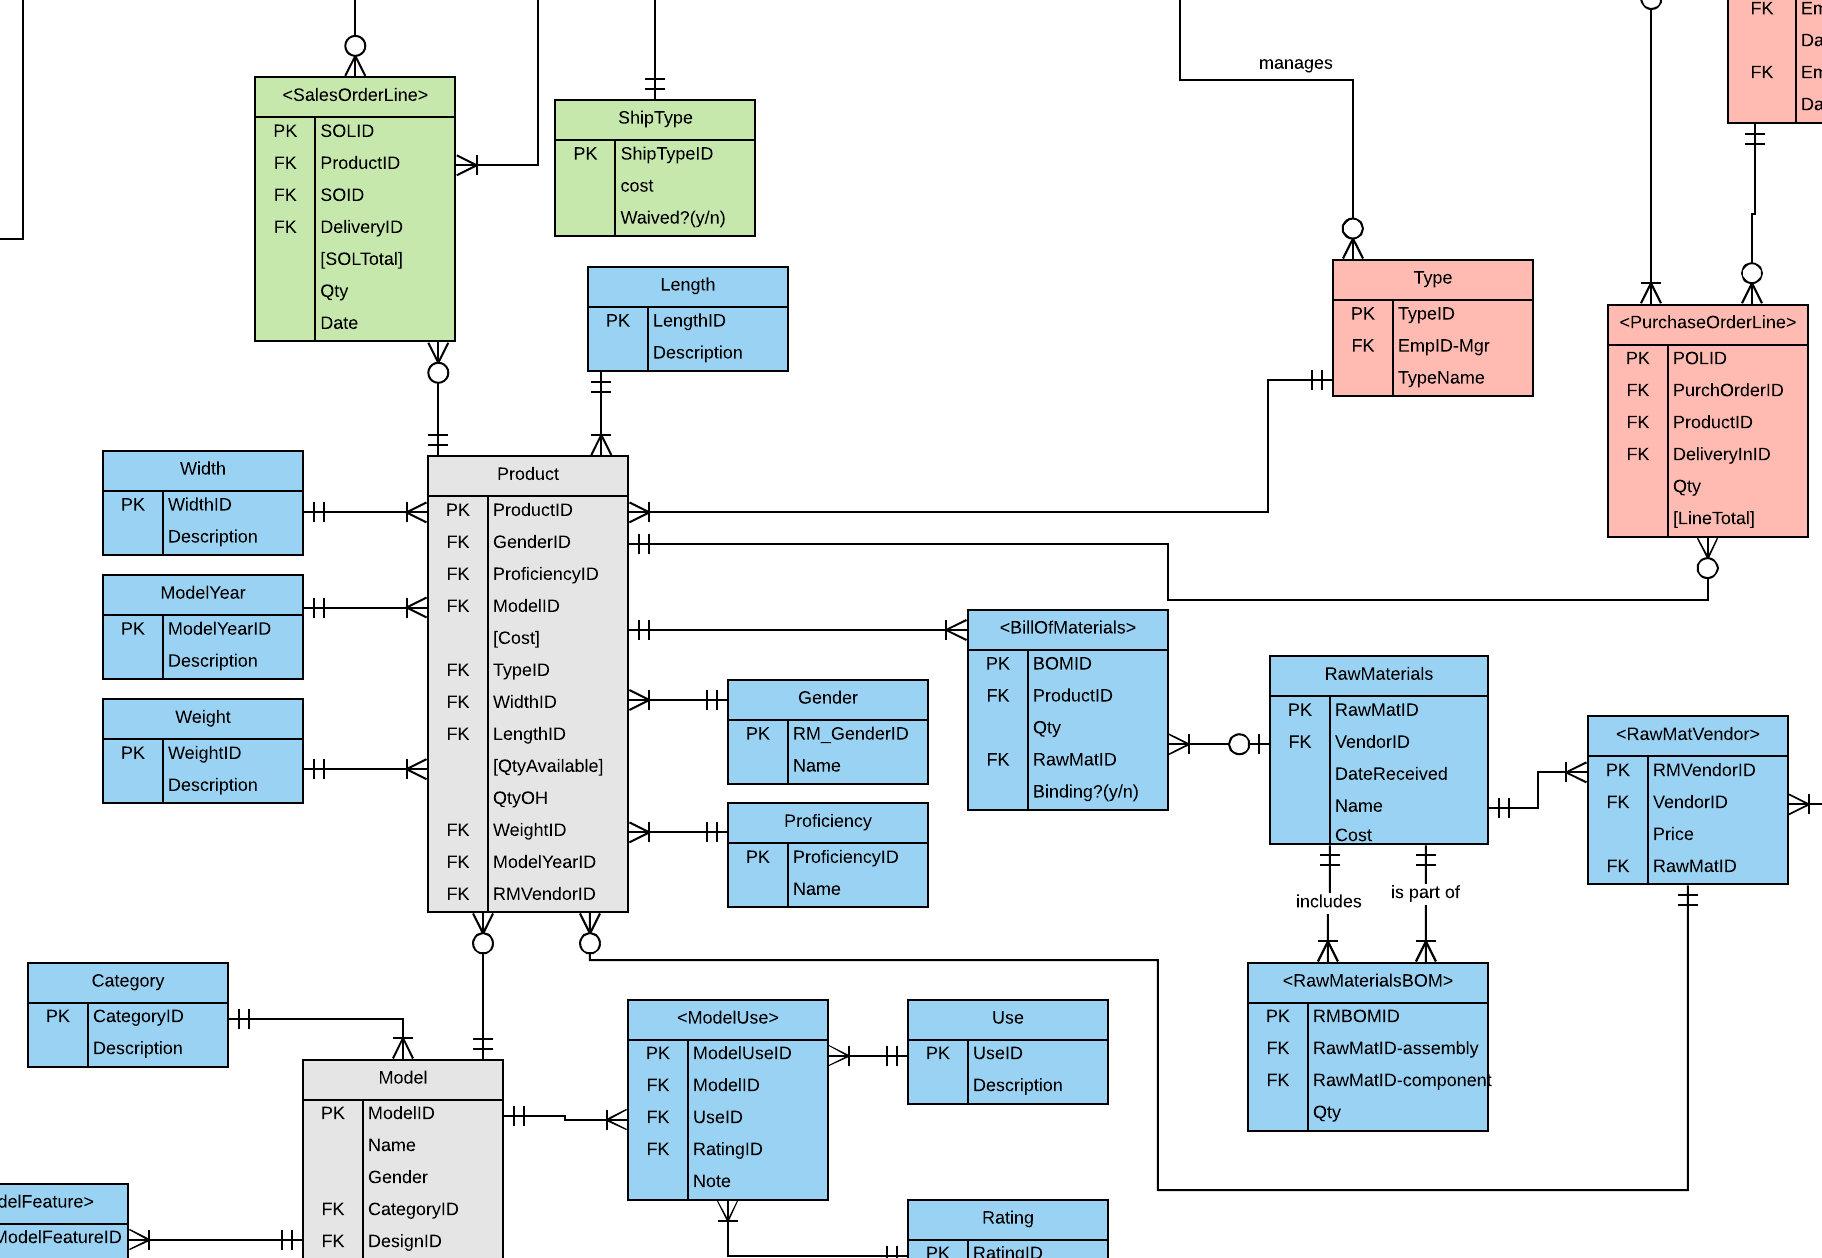 manages
FK
FK
<SalesOrderLine>
PK SOLID
FK ProductID
FK SOID
FK DeliveryID
[SOLTotal]
Qty
Date
ShipType
PK ShipTypeID
cost
Waived?(y/n)
Length
PK LengthID
Description
Type
PK TypeID
FK EmpID-Mgr
TypeName
<PurchaseOrderLine>
PK POLID
FK PurchOrderID
FK ProductID
FK DeliveryInID
Qty
[LineTotal]
Width
PK WidthID
Description
ModelYear
PK ModelYearID
Description
Weight
PK WeightID
Description
Product
PK ProductID
FK GenderID
FK ProficiencyID
FK ModelID
[Cost]
FK TypeID
FK WidthID
FK LengthID
[QtyAvailable]
QtyOH
FK WeightID
FK ModelYearID
FK RMVendorID
Gender
PK RM_GenderID
Name
Proficiency
PK ProficiencyID
Name
<BillOfMaterials>
PK BOMID
FK ProductID
Qty
FK RawMatID
Binding?(y/n)
RawMaterials
PK RawMatID
FK VendorID
DateReceived
Name
Cost
<RawMatVendor>
PK RMVendorID
FK VendorID
Price
FK RawMatID
includes
is part of
<RawMaterialsBOM>
PK RMBOMID
FK RawMatID-assembly
FK RawMatID-component
Qty
Category
PK CategoryID
Description
Model
PK ModelID
Name
Gender
FK CategoryID
FK DesignID
<ModelUse>
PK ModelUseID
FK ModelID
FK UseID
FK RatingID
Note
Use
PK UseID
Description
Rating
PK RatingID
delFeature>
ModelFeatureID